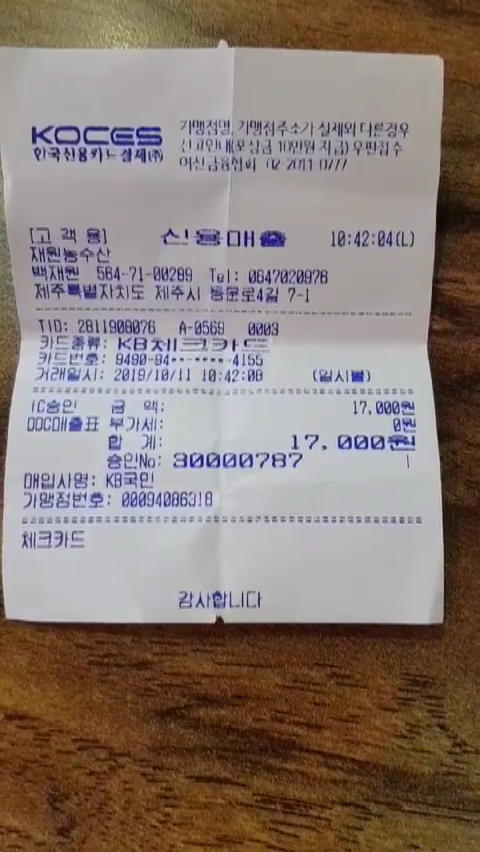 KOCES
한국신용카드결제(주)
가맹점명, 가맹점주소가 실제와 다른경우
신고안내(포상금 10만원 지급) 우편접수
여신금융협회 02-2011-0777
[고 객 용] 신용매출 10:42:04(L)
재원농수산
백재원 564-71-00289 Tel: 0647020976
제주특별자치도 제주시 동문로4길 7-1
TID: 2811908076 A-0569 0003
카드종류: KB체크카드
카드번호: 9490-94**-****-4155
거래일시: 2019/10/11 10:42:09 (일시불)
IC승인 금 액: 17,000원
DDC매출표 부가세: 0원
합 계: 17,000원
승인No: 30000787
매입사명: KB국민
가맹점번호: 00094086318
체크카드
감사합니다